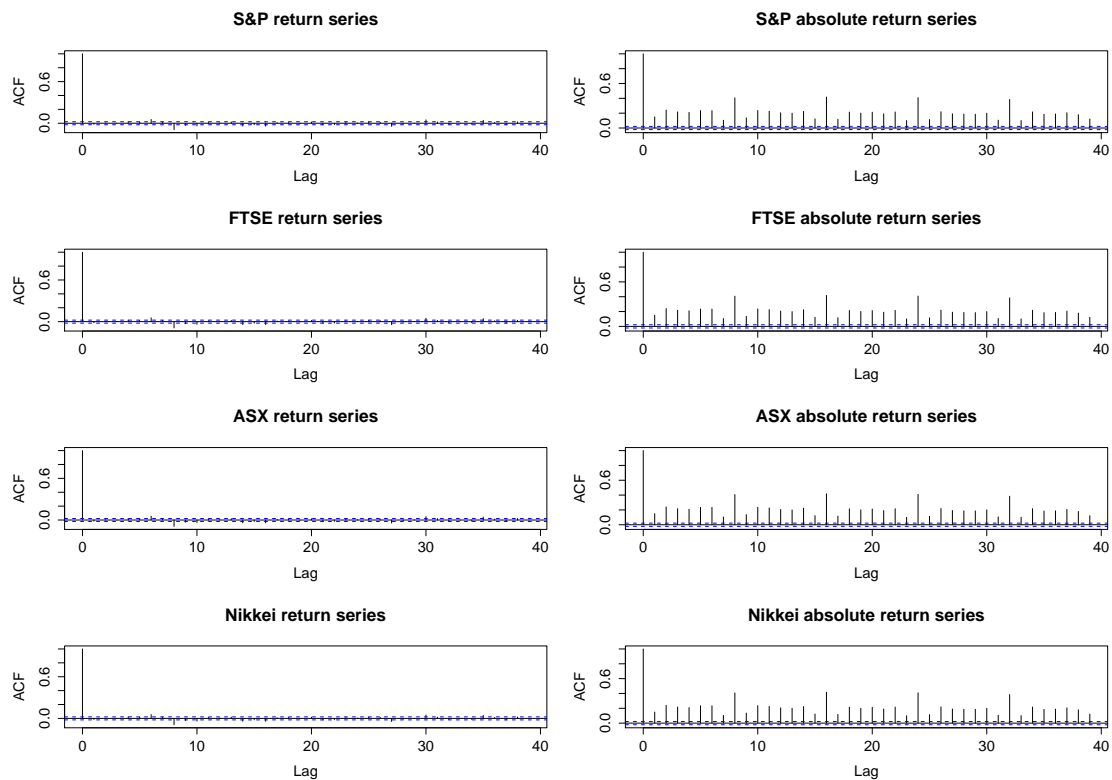 S&P return series
ACF
0.0 0.6
0 10 20 30 40
Lag
S&P absolute return series
ACF
0.0 0.6
0 10 20 30 40
Lag
FTSE return series
ACF
0.0 0.6
0 10 20 30 40
Lag
FTSE absolute return series
ACF
0.0 0.6
0 10 20 30 40
Lag
ASX return series
ACF
0.0 0.6
0 10 20 30 40
Lag
ASX absolute return series
ACF
0.0 0.6
0 10 20 30 40
Lag
Nikkei return series
ACF
0.0 0.6
0 10 20 30 40
Lag
Nikkei absolute return series
ACF
0.0 0.6
0 10 20 30 40
Lag